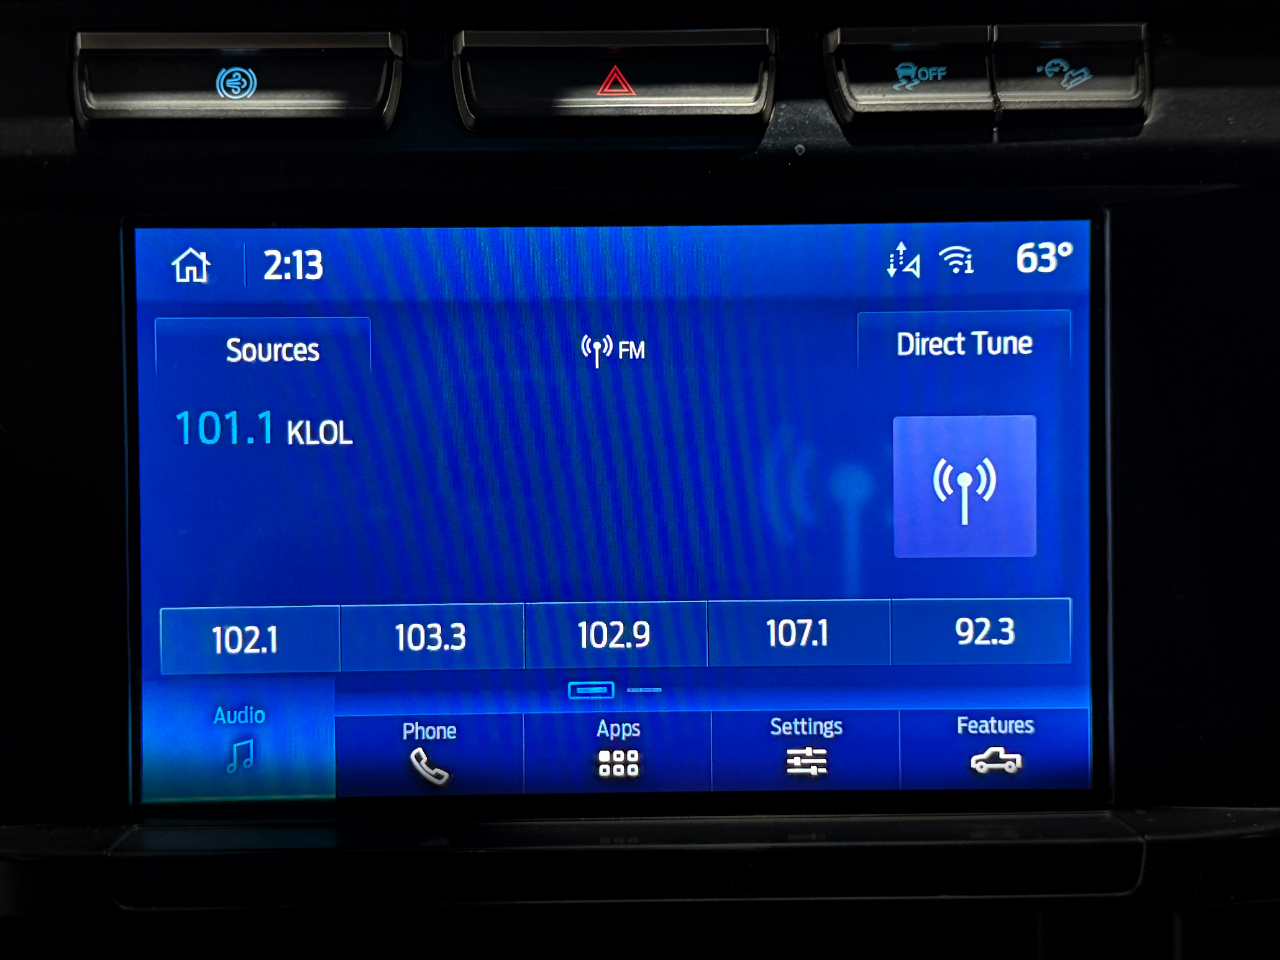 OFF
2:13
63°
Sources
FM
Direct Tune
101.1 KLOL
102.1
103.3
102.9
107.1
92.3
Audio
Phone
Apps
Settings
Features